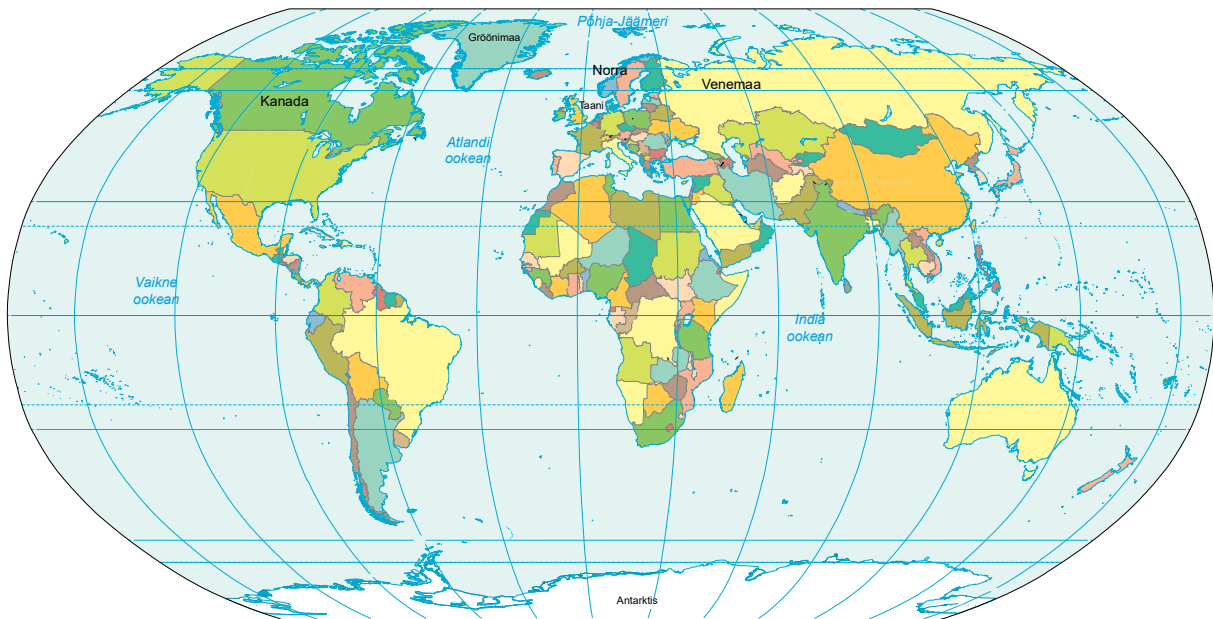 Põhja-Jäämeri
Gröönimaa
Norra
Venemaa
Kanada
Taani
Atlandi
ookean
Vaikne
ookean
India
ookean
Antarktis